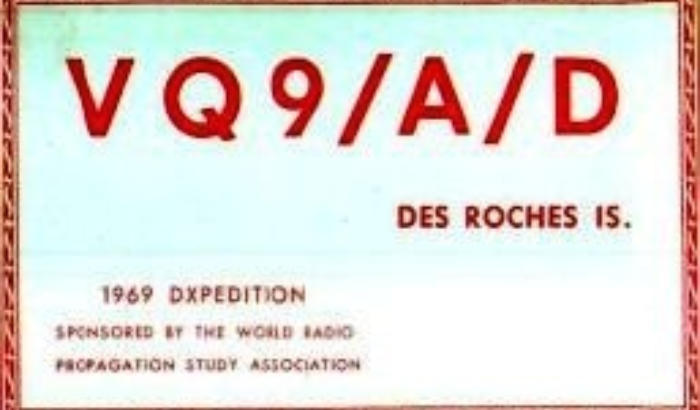 VQ9/A/D
DES ROCHES IS.
1969 DXPEDITION
SPONSORED BY THE WORLD RADIO
PROPAGATION STUDY ASSOCIATION